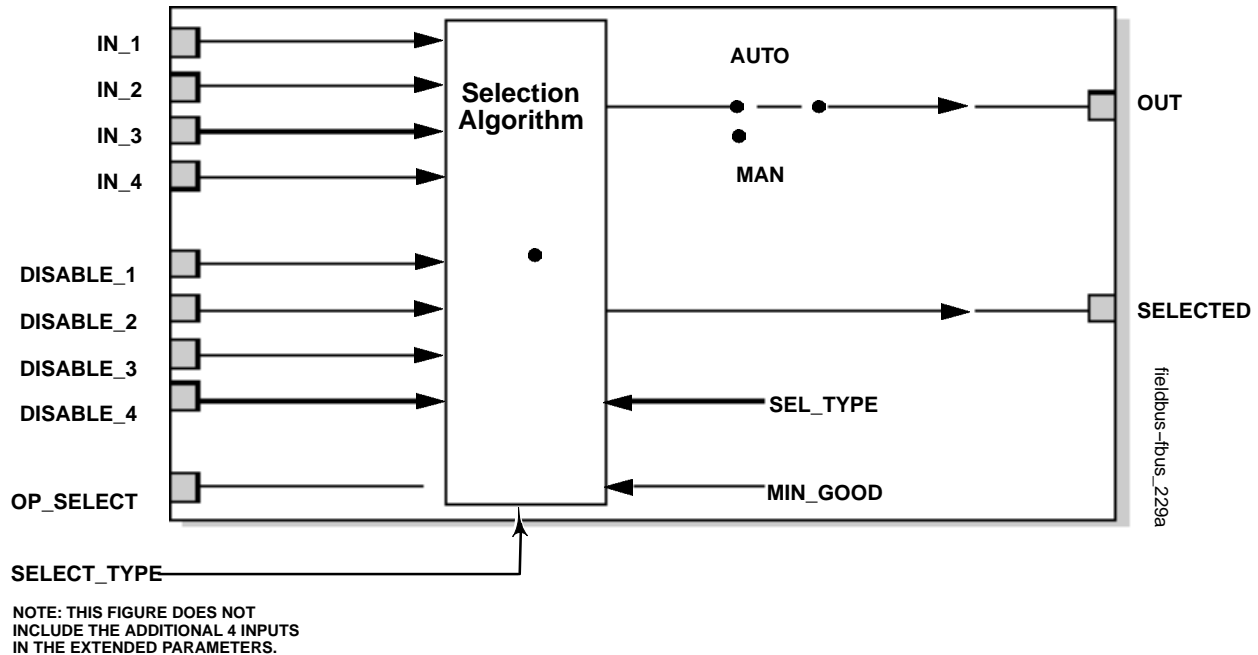 IN_1
IN_2
IN_3
IN_4
DISABLE_1
DISABLE_2
DISABLE_3
DISABLE_4
OP_SELECT
SELECT_TYPE
Selection
Algorithm
AUTO
MAN
OUT
SELECTED
SEL_TYPE
MIN_GOOD
fieldbus-fbus_229a
NOTE: THIS FIGURE DOES NOT
INCLUDE THE ADDITIONAL 4 INPUTS
IN THE EXTENDED PARAMETERS.